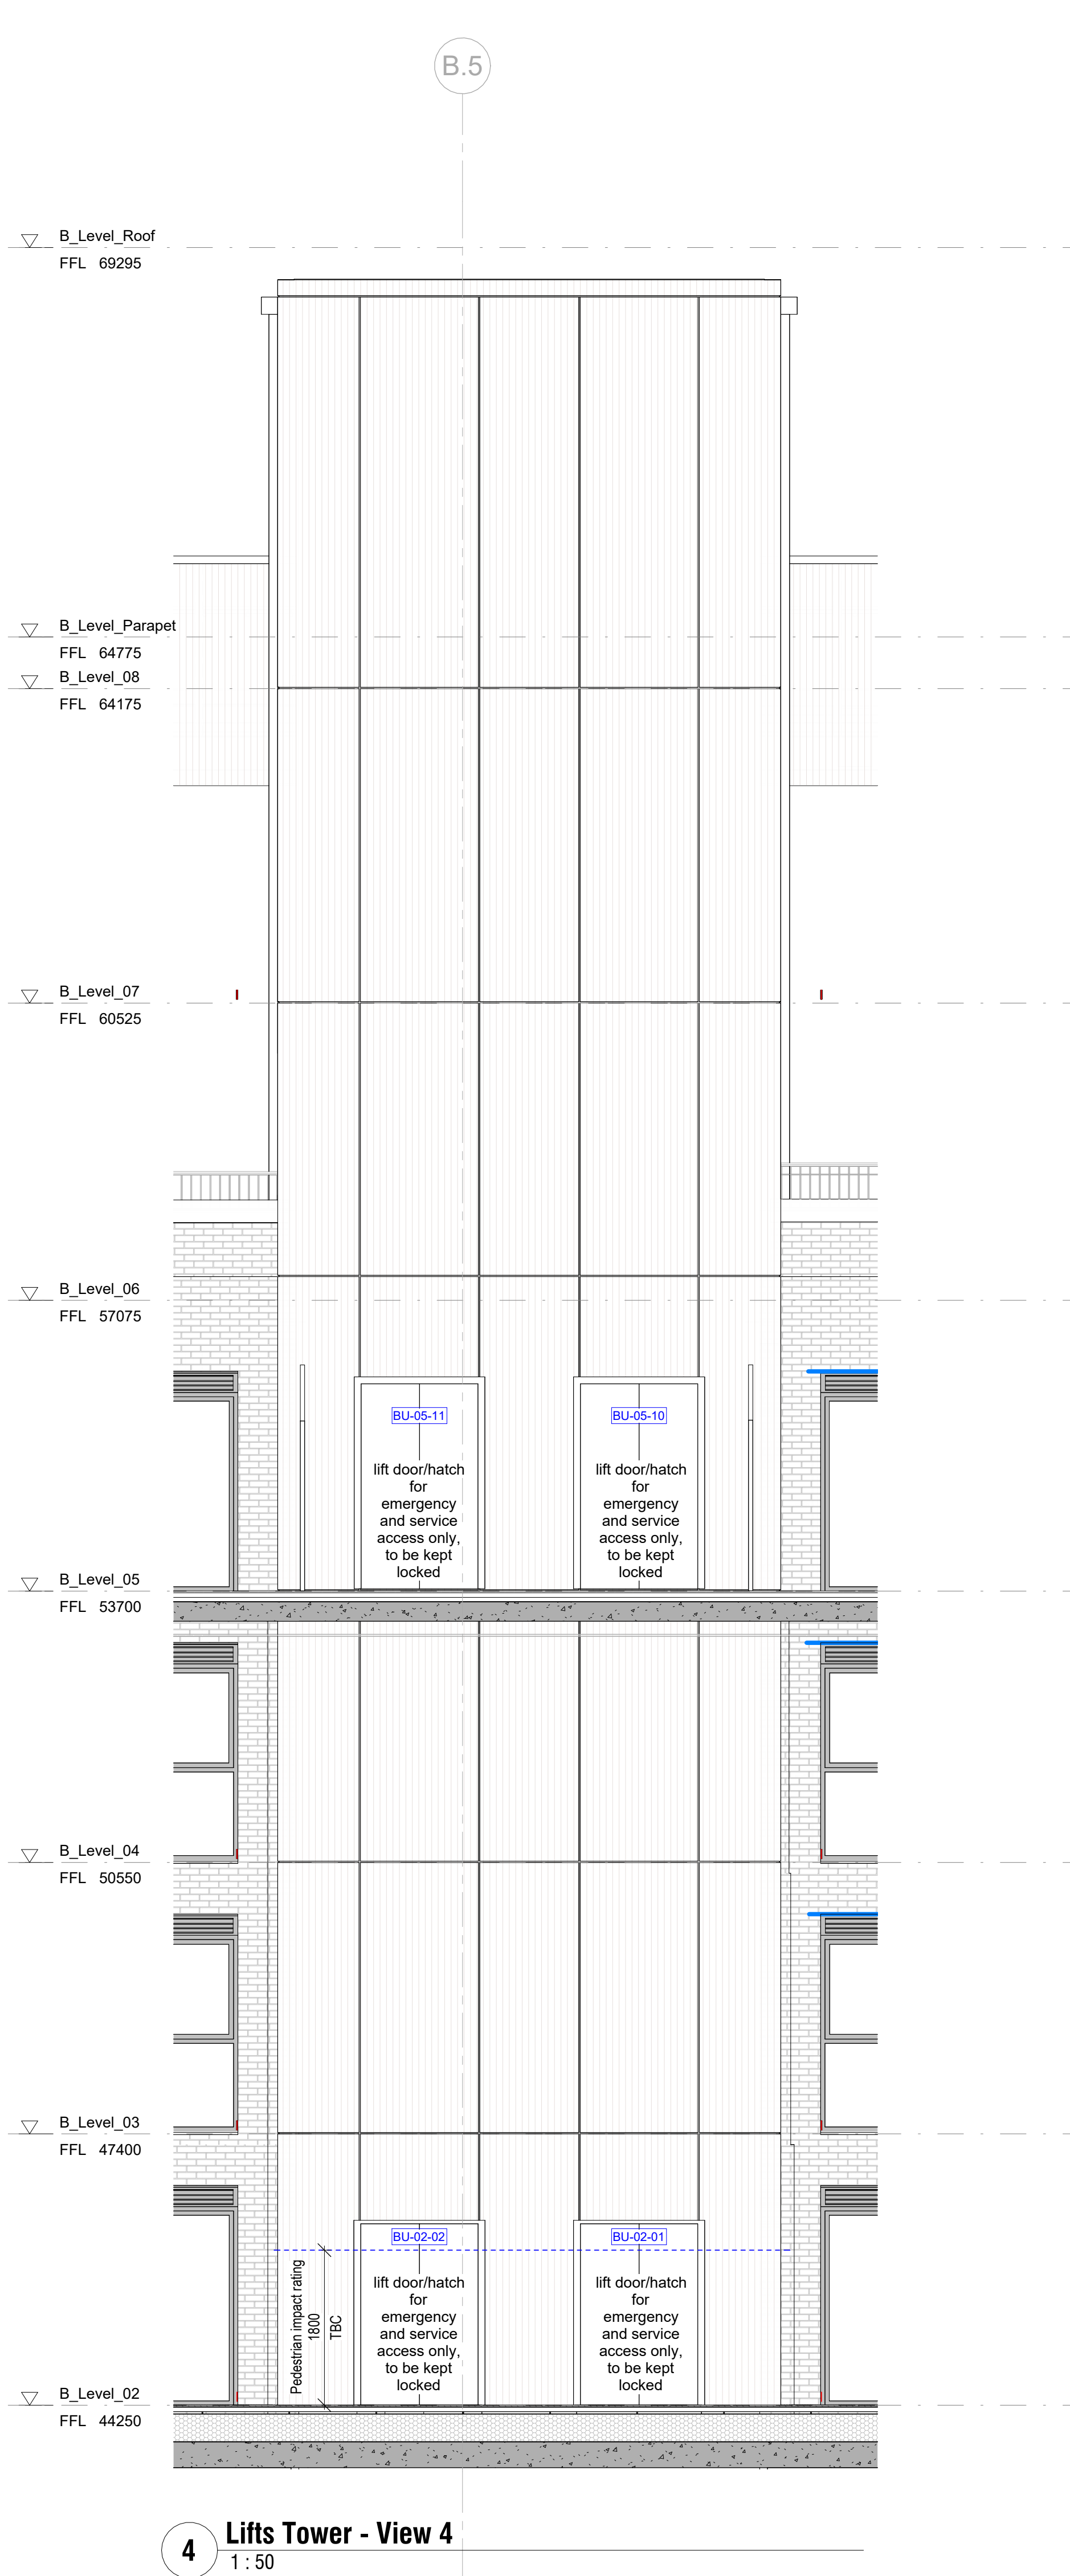 B.5
B_Level_Roof
FFL 69295
B_Level_Parapet
FFL 64775
B_Level_08
FFL 64175
B_Level_07
FFL 60525
B_Level_06
FFL 57075
BU-05-11
BU-05-10
lift door/hatch
for
emergency
and service
access only,
to be kept
locked
lift door/hatch
for
emergency
and service
access only,
to be kept
locked
B_Level_05
FFL 53700
B_Level_04
FFL 50550
B_Level_03
FFL 47400
BU-02-02
BU-02-01
Pedestrian impact rating
1800
TBC
lift door/hatch
for
emergency
and service
access only,
to be kept
locked
lift door/hatch
for
emergency
and service
access only,
to be kept
locked
B_Level_02
FFL 44250
4
Lifts Tower - View 4
1 : 50